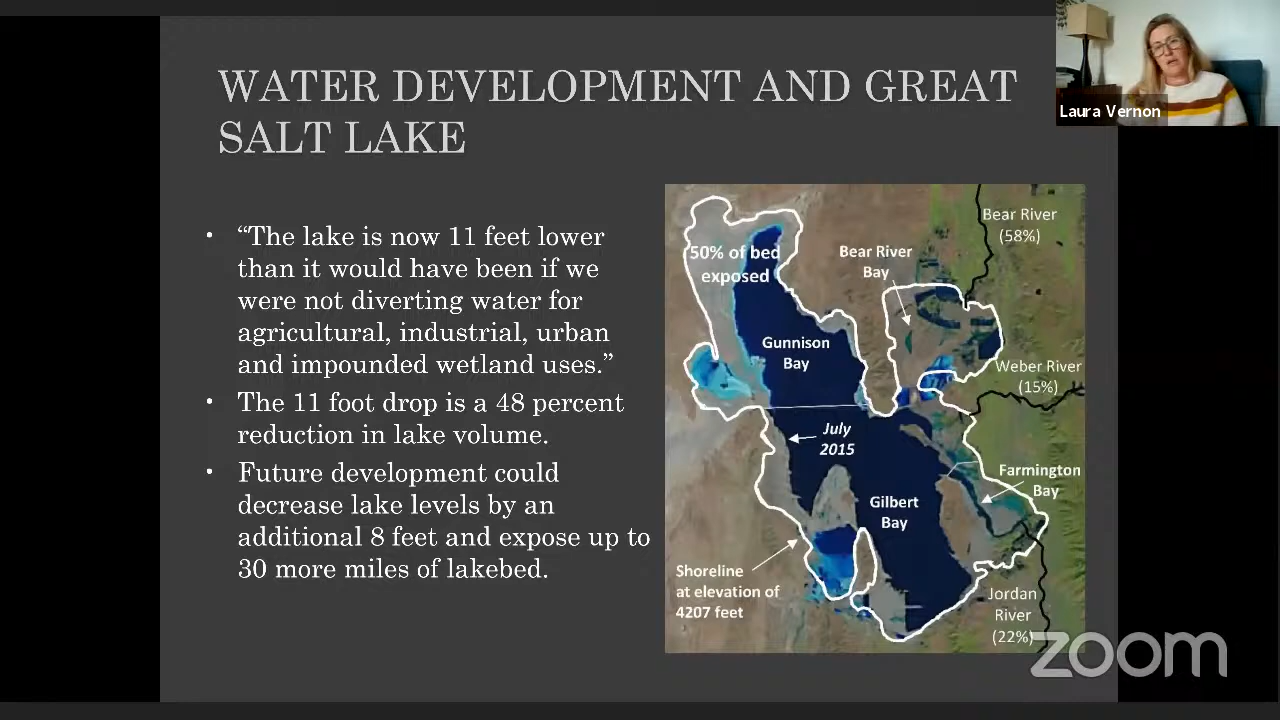 WATER DEVELOPMENT AND GREAT
SALT LAKE
Laura Vernon
• “The lake is now 11 feet lower
than it would have been if we
were not diverting water for
agricultural, industrial, urban
and impounded wetland uses.”
• The 11 foot drop is a 48 percent
reduction in lake volume.
• Future development could
decrease lake levels by an
additional 8 feet and expose up to
30 more miles of lakebed.
Bear River
(58%)
50% of bed
exposed
Bear River
Bay
Gunnison
Bay
Weber River
(15%)
July
2015
Farmington
Bay
Gilbert
Bay
Shoreline
at elevation of
4207 feet
Jordan
River
(22%)
zoom